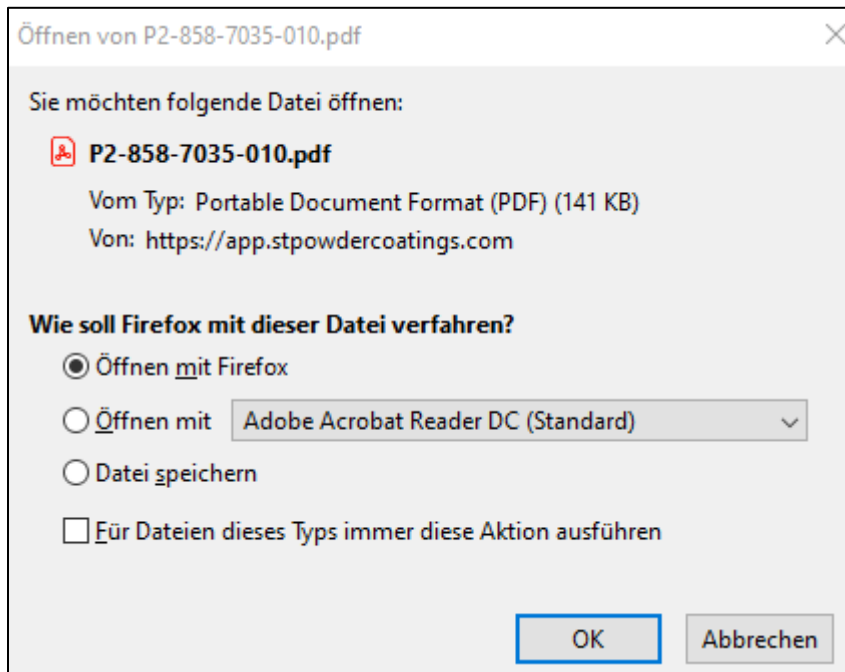 Öffnen von P2-858-7035-010.pdf
Sie möchten folgende Datei öffnen:
P2-858-7035-010.pdf
Vom Typ: Portable Document Format (PDF) (141 KB)
Von: https://app.stpowdercoatings.com
Wie soll Firefox mit dieser Datei verfahren?
Öffnen mit Firefox
Öffnen mit Adobe Acrobat Reader DC (Standard)
Datei speichern
Für Dateien dieses Typs immer diese Aktion ausführen
OK Abbrechen